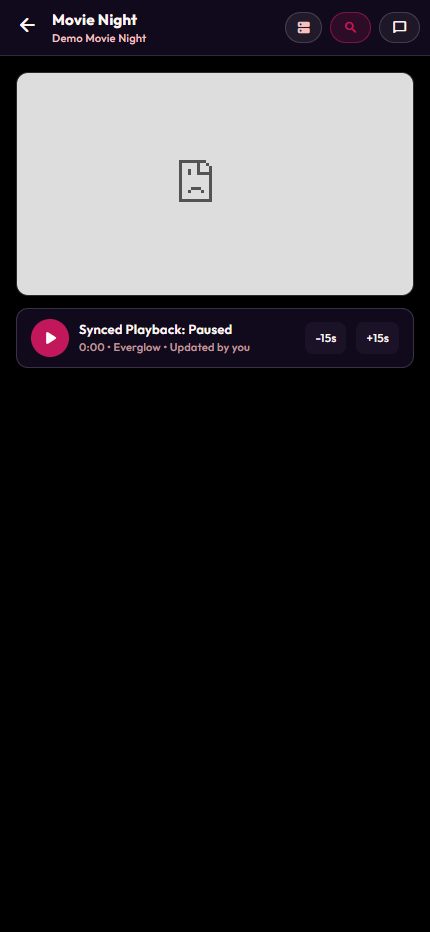 Movie Night
Demo Movie Night
Synced Playback: Paused
0:00 • Everglow • Updated by you
-15s
+15s